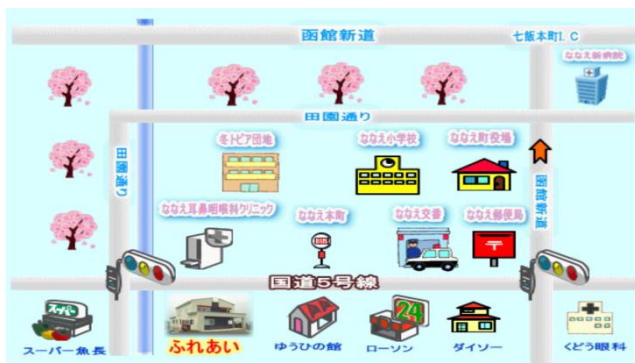 函館新道
七飯本町I.C
ななえ新病院
田園通り
冬トピア団地
ななえ小学校
ななえ町役場
田園通り
函館新道
ななえ耳鼻咽喉科クリニック
ななえ本町
ななえ交番
ななえ郵便局
BUS
〒
国道5号線
スーパー
24
スーパー魚長
ふれあい
ゆうひの館
ローソン
ダイソー
くどう眼科